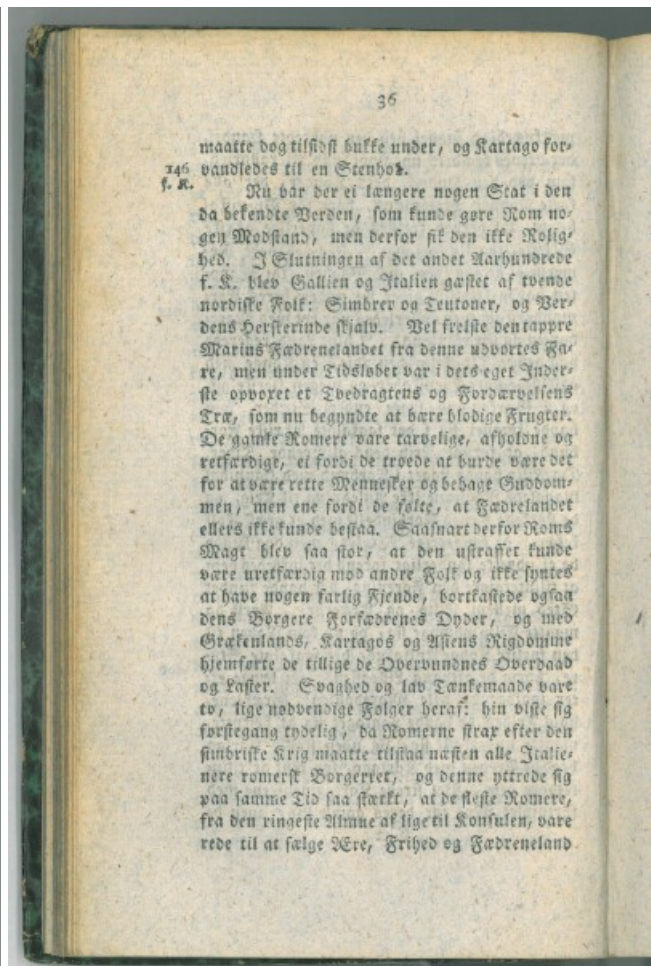 36
maatte dog tilsidst bukke under, og Kartago for-
146 vandledes til en Stenhob.
f. K.
Nu var der ei længere nogen Stat i den
da bekendte Verden, som kunde gøre Rom no-
gen Modstand, men derfor fik den ikke Rolig-
hed. I Slutningen af det andet Aarhundrede
f. K. blev Gallien og Italien gæstet af tvende
nordiske Folk: Simbrer og Teutoner, og Ver-
dens Herskerinde skjalv. Vel frelste den tappre
Marius Fædrenelandet fra denne udvortes Fa-
re, men under Tidsløbet var i dets eget Inder-
ste opvoxet et Tvedragtens og Fordærvelsens
Træ, som nu begyndte at bære blodige Frugter.
De gamle Romere vare tarvelige, afholdne og
retfærdige, ei fordi de troede at burde være det
for at være rette Mennesker og behage Guddom-
men, men ene fordi de følte, at Fædrelandet
ellers ikke kunde bestaa. Saasnart derfor Roms
Magt blev saa stor, at den ustraffet kunde
være uretfærdig mod andre Folk og ikke syntes
at have nogen farlig Fjende, bortkastede ogsaa
dens Borgere Forfædrenes Dyder, og med
Grækenlands, Kartagos og Asiens Rigdomme
hjemførte de tillige de Overvundnes Overdaad
og Laster. Svaghed og lav Tænkemaade vare
to, lige nødvendige Følger heraf: hin viste sig
førstegang tydelig, da Romerne strax efter den
simbriske Krig maatte tilstaa næsten alle Italie-
nere romersk Borgerret, og denne yttrede sig
paa samme Tid saa stærkt, at de fleste Romere,
fra den ringeste Almue af lige til Konsulen, vare
rede til at sælge Ære, Frihed og Fædreneland